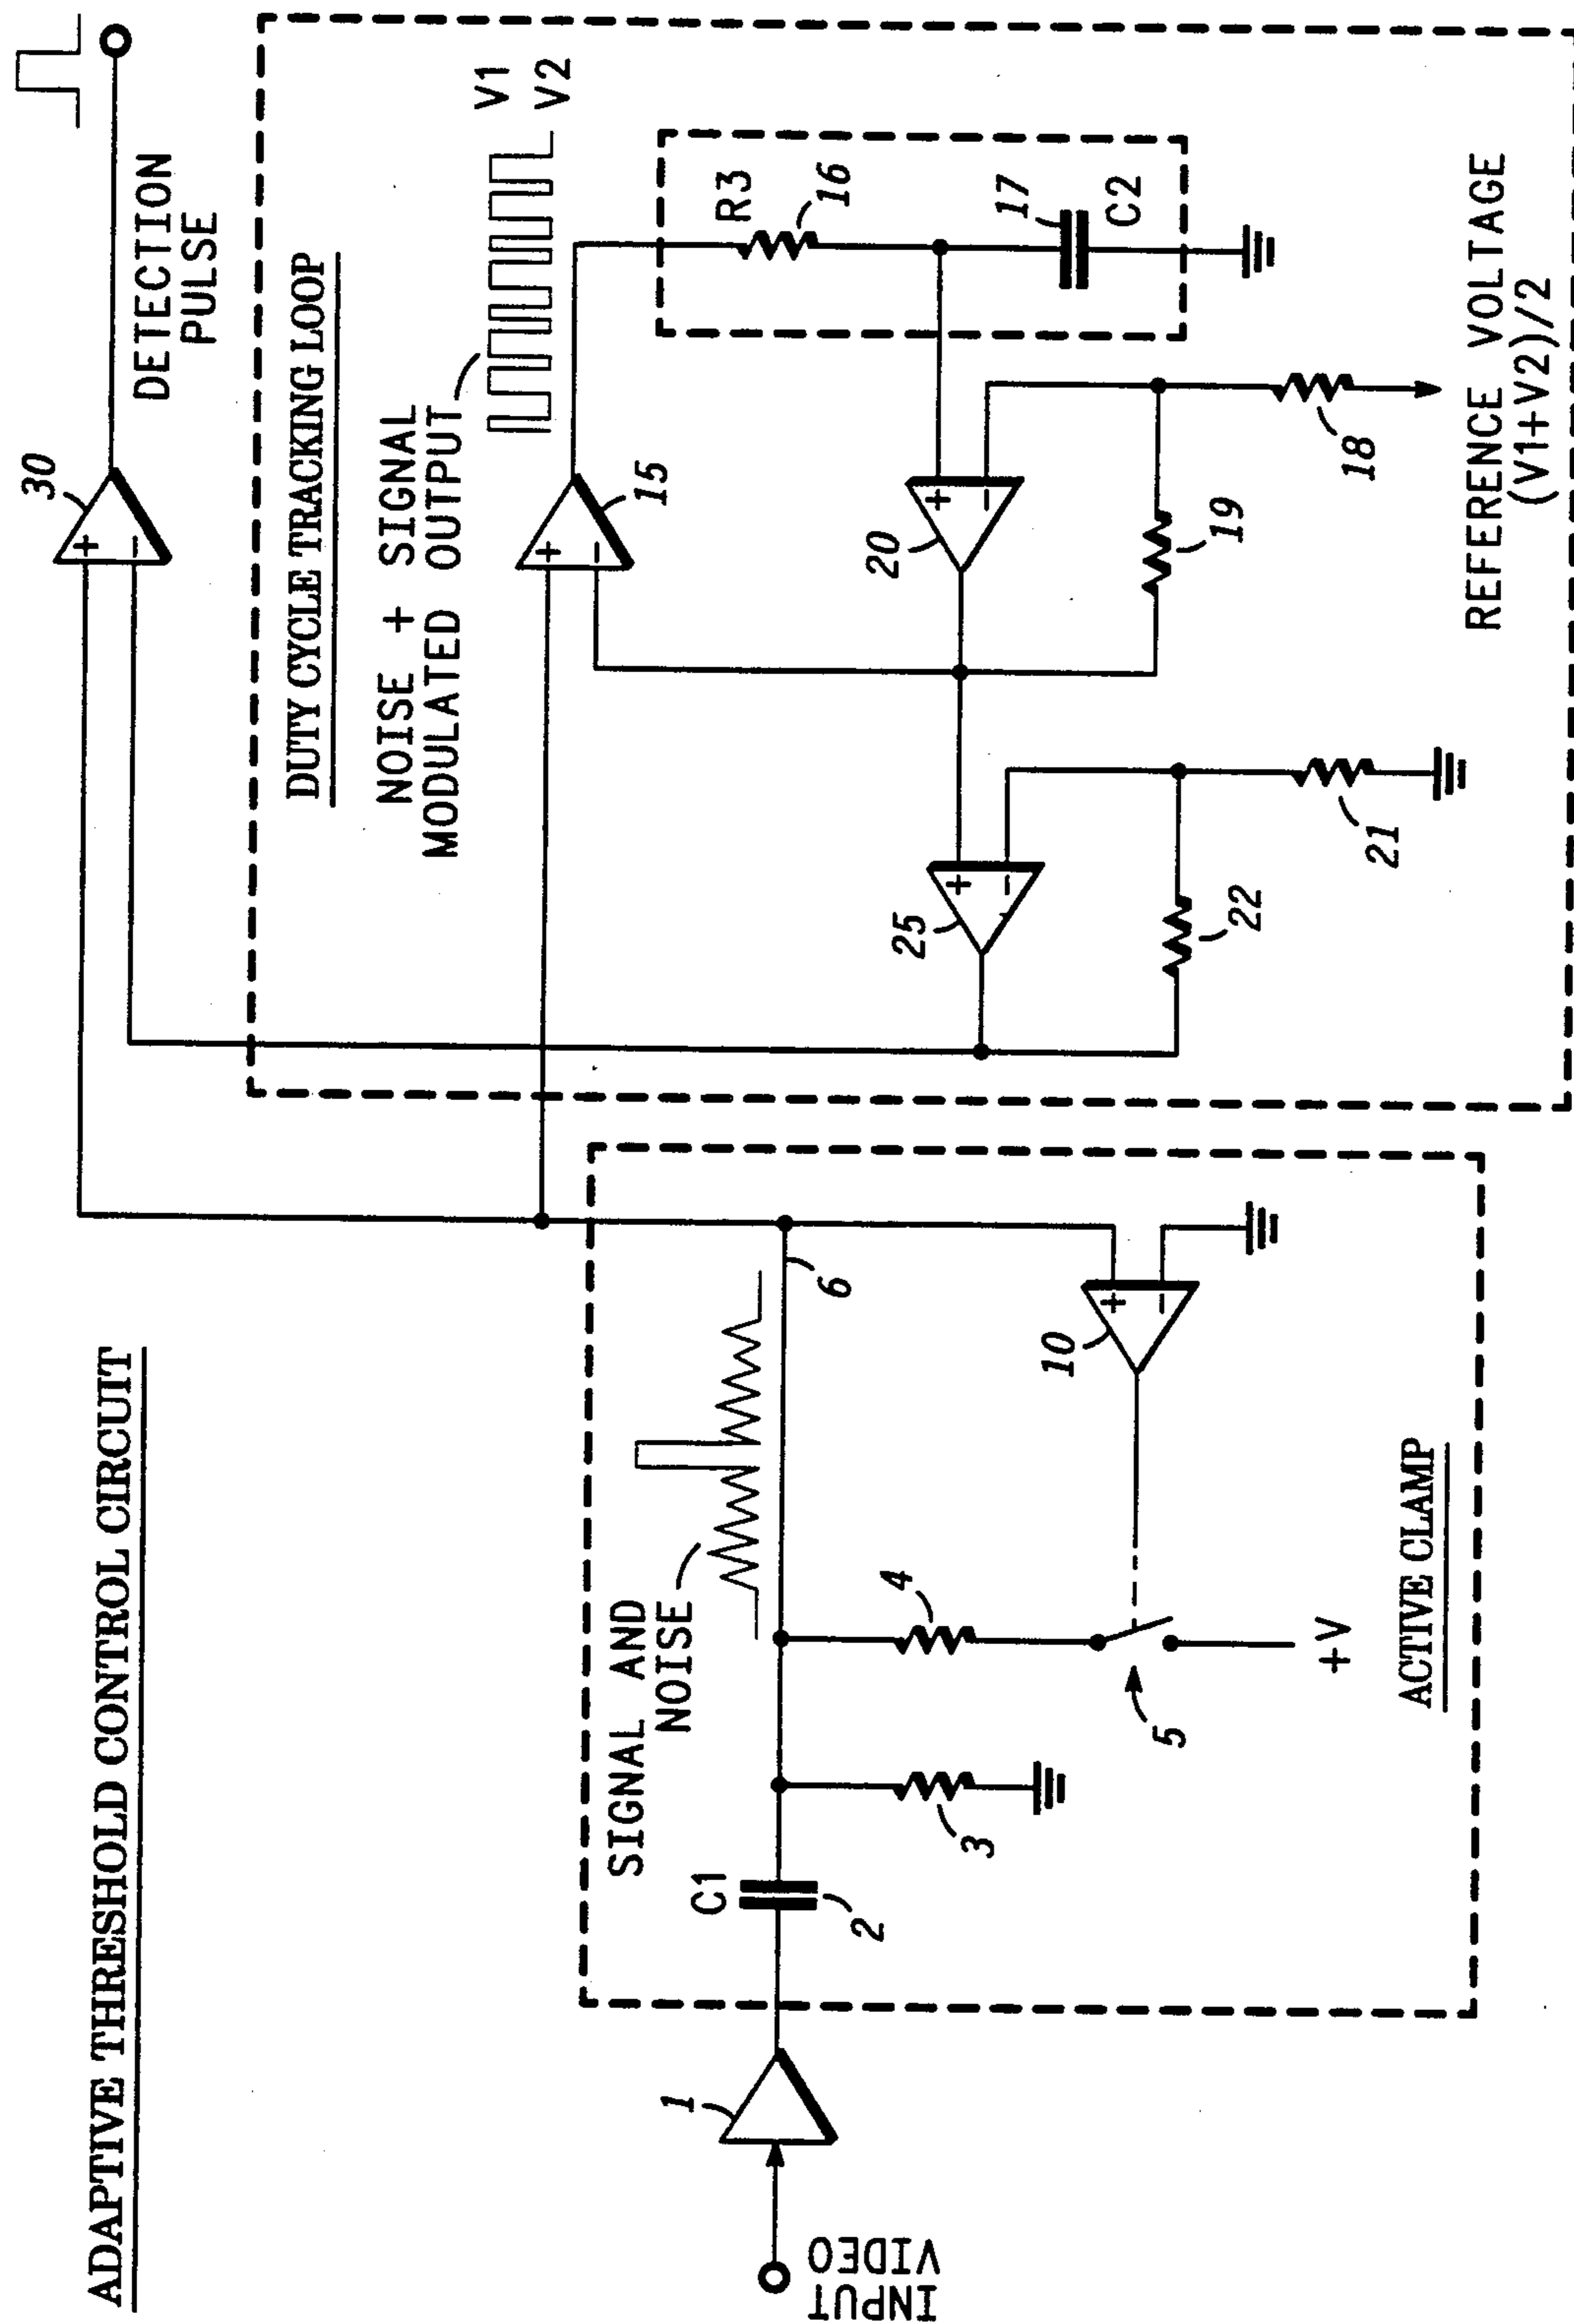 ADAPTIVE THRESHOLD CONTROL CIRCUIT
30
+
−
DETECTION
PULSE
DUTY CYCLE TRACKING LOOP
NOISE + SIGNAL
MODULATED OUTPUT
V1
V2
+
−
15
R3
16
17
C2
20
+
−
19
18
REFERENCE VOLTAGE
(V1+V2)/2
25
+
−
22
21
SIGNAL AND
NOISE
6
C1
2
3
4
5
+V
10
+
−
ACTIVE CLAMP
1
INPUT
VIDEO